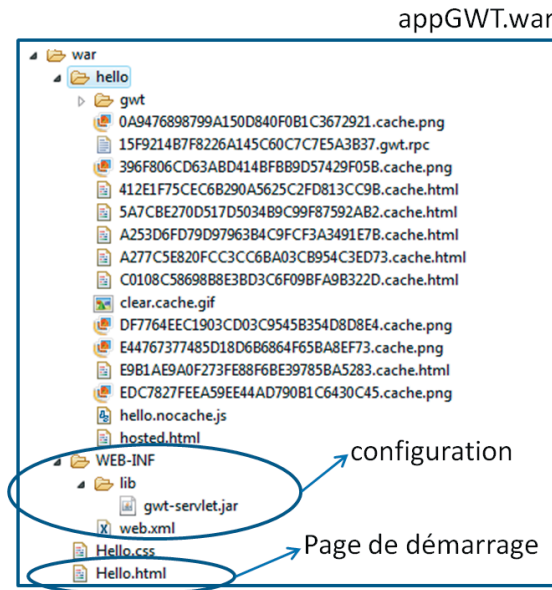 appGWT.war
war
hello
gwt
0A9476898799A150D840F0B1C3672921.cache.png
15F9214B7F8226A145C60C7C7E5A3B37.gwt.rpc
396F806CD63ABD414BFBB9D57429F05B.cache.png
412E1F75CEC6B290A5625C2FD813CC9B.cache.html
5A7CBE270D517D5034B9C99F87592AB2.cache.html
A253D6FD79D97963B4C9FCF3A3491E7B.cache.html
A277C5E820FCC3CC6BA03CB954C3ED73.cache.html
C0108C58698B8E3BD3C6F09BFA9B322D.cache.html
clear.cache.gif
DF7764EEC1903CD03C9545B354D8D8E4.cache.png
E44767377485D18D6B6864F65BA8EF73.cache.png
E9B1AE9A0F273FE88F6BE39785BA5283.cache.html
EDC7827FEEA59EE44AD790B1C6430C45.cache.png
hello.nocache.js
hosted.html
WEB-INF
configuration
lib
gwt-servlet.jar
web.xml
Hello.css
Page de démarrage
Hello.html